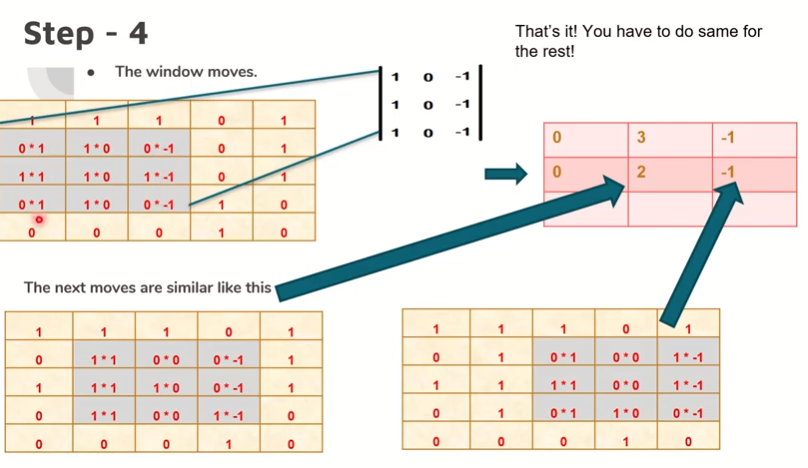 Step - 4
That's it! You have to do same for
the rest!
● The window moves.
1 0 -1
1 0 -1
1 0 -1
1 1 1 0 1
0 * 1 1 * 0 0 * -1 0 1
1 * 1 1 * 0 1 * -1 0 1
0 * 1 1 * 0 0 * -1 1 0
0 0 0 1 0
0 3 -1
0 2 -1
The next moves are similar like this
1 1 1 0 1
0 1 * 1 0 * 0 0 * -1 1
1 1 * 1 1 * 0 0 * -1 1
0 1 * 1 0 * 0 1 * -1 0
0 0 0 1 0
1 1 1 0 1
0 1 0 * 1 0 * 0 1 * -1
1 1 1 * 1 0 * 0 1 * -1
0 1 0 * 1 1 * 0 0 * -1
0 0 0 1 0